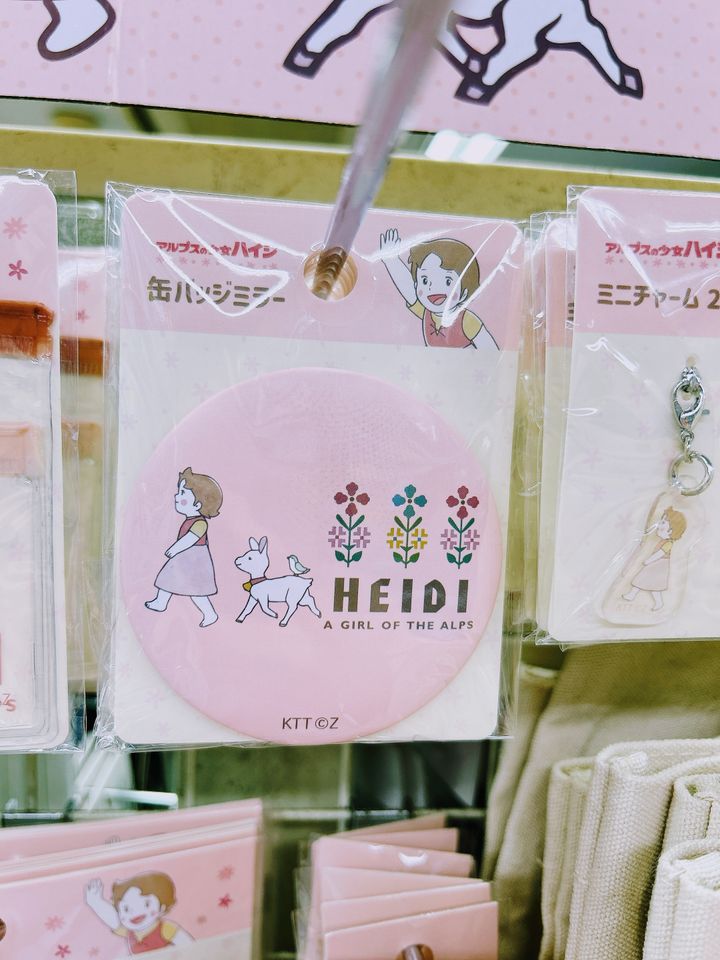 アルプスの少女ハイジ
缶バッジミラー
HEIDI
A GIRL OF THE ALPS
KTT ©Z
アルプスの少女ハイジ
ミニチャーム 2
KTT ©Z